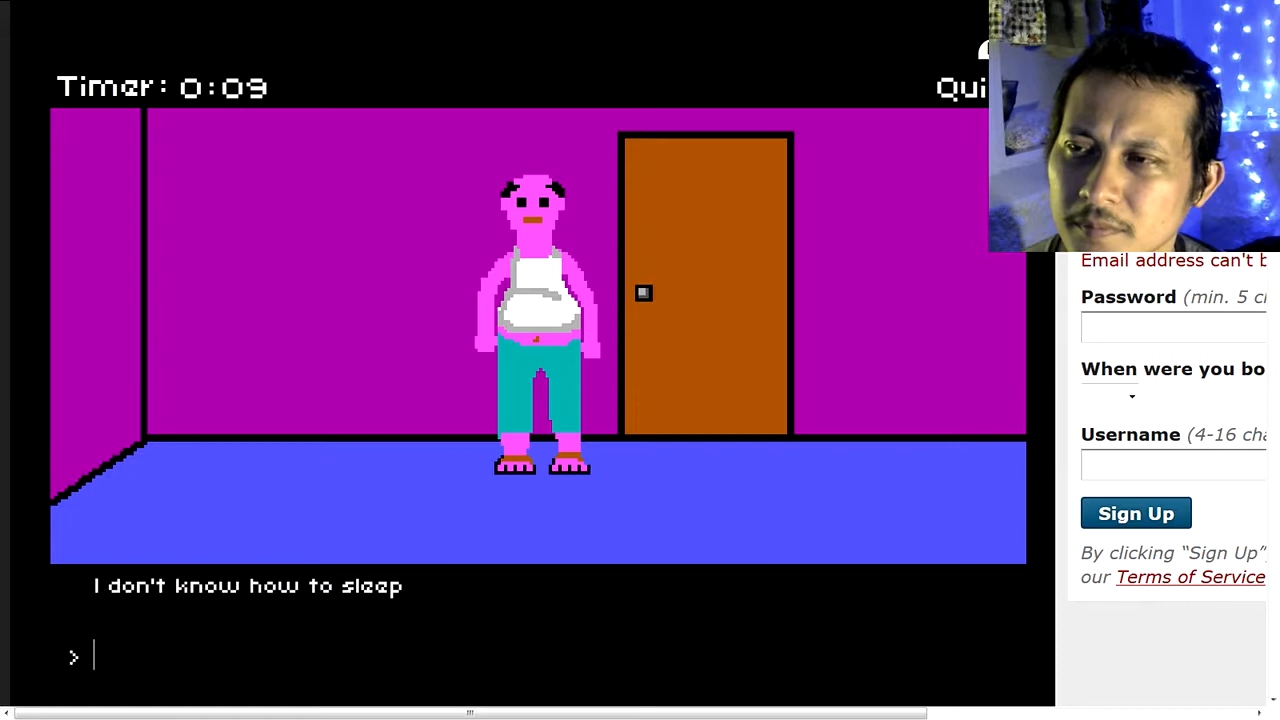 Timer: 0:09
Qui
Email address can't b
Password (min. 5 c
When were you bo
Username (4-16 cha
Sign Up
By clicking “Sign Up”
our Terms of Service
I don't know how to sleep
>